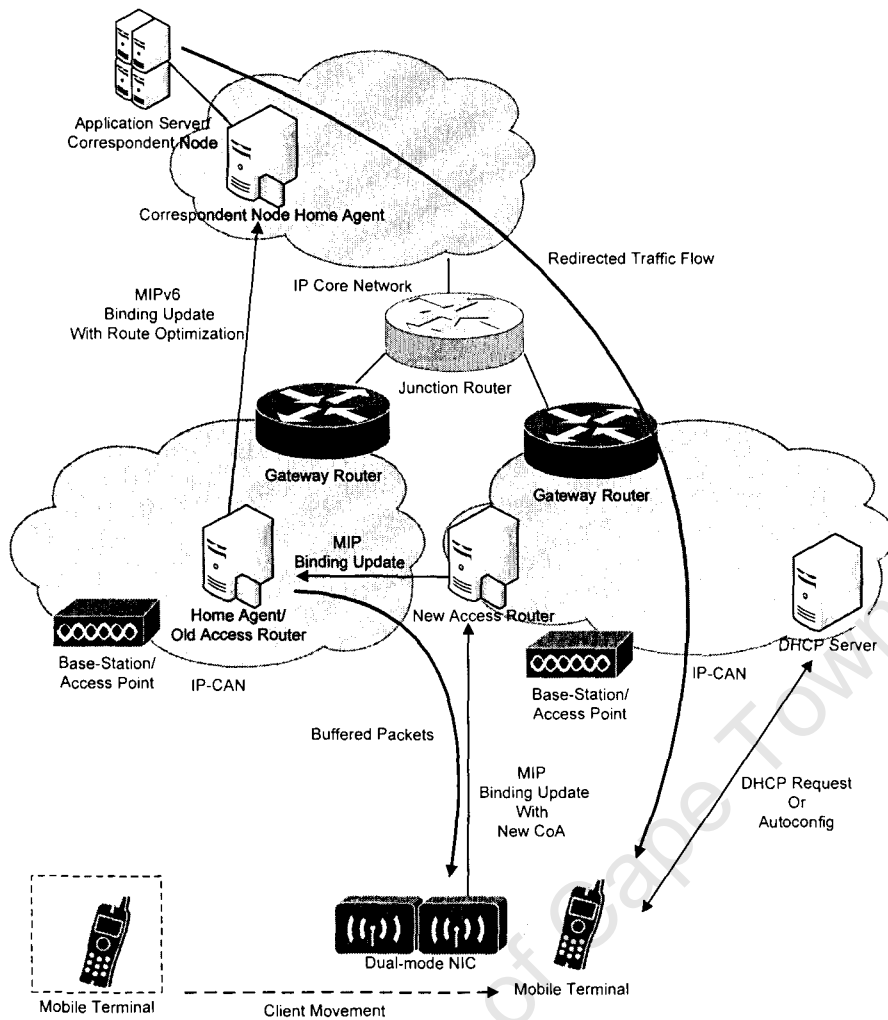 Application Server/
Correspondent Node
Correspondent Node Home Agent
Redirected Traffic Flow
IP Core Network
MIPv6
Binding Update
With Route Optimization
Junction Router
Gateway Router
Gateway Router
MIP
Binding Update
Home Agent/
Old Access Router
New Access Router
DHCP Server
Base-Station/
Access Point
IP-CAN
Base-Station/
Access Point
IP-CAN
Buffered Packets
MIP
Binding Update
With
New CoA
DHCP Request
Or
Autoconfig
Dual-mode NIC
Mobile Terminal
Mobile Terminal
Client Movement
of Cape Town